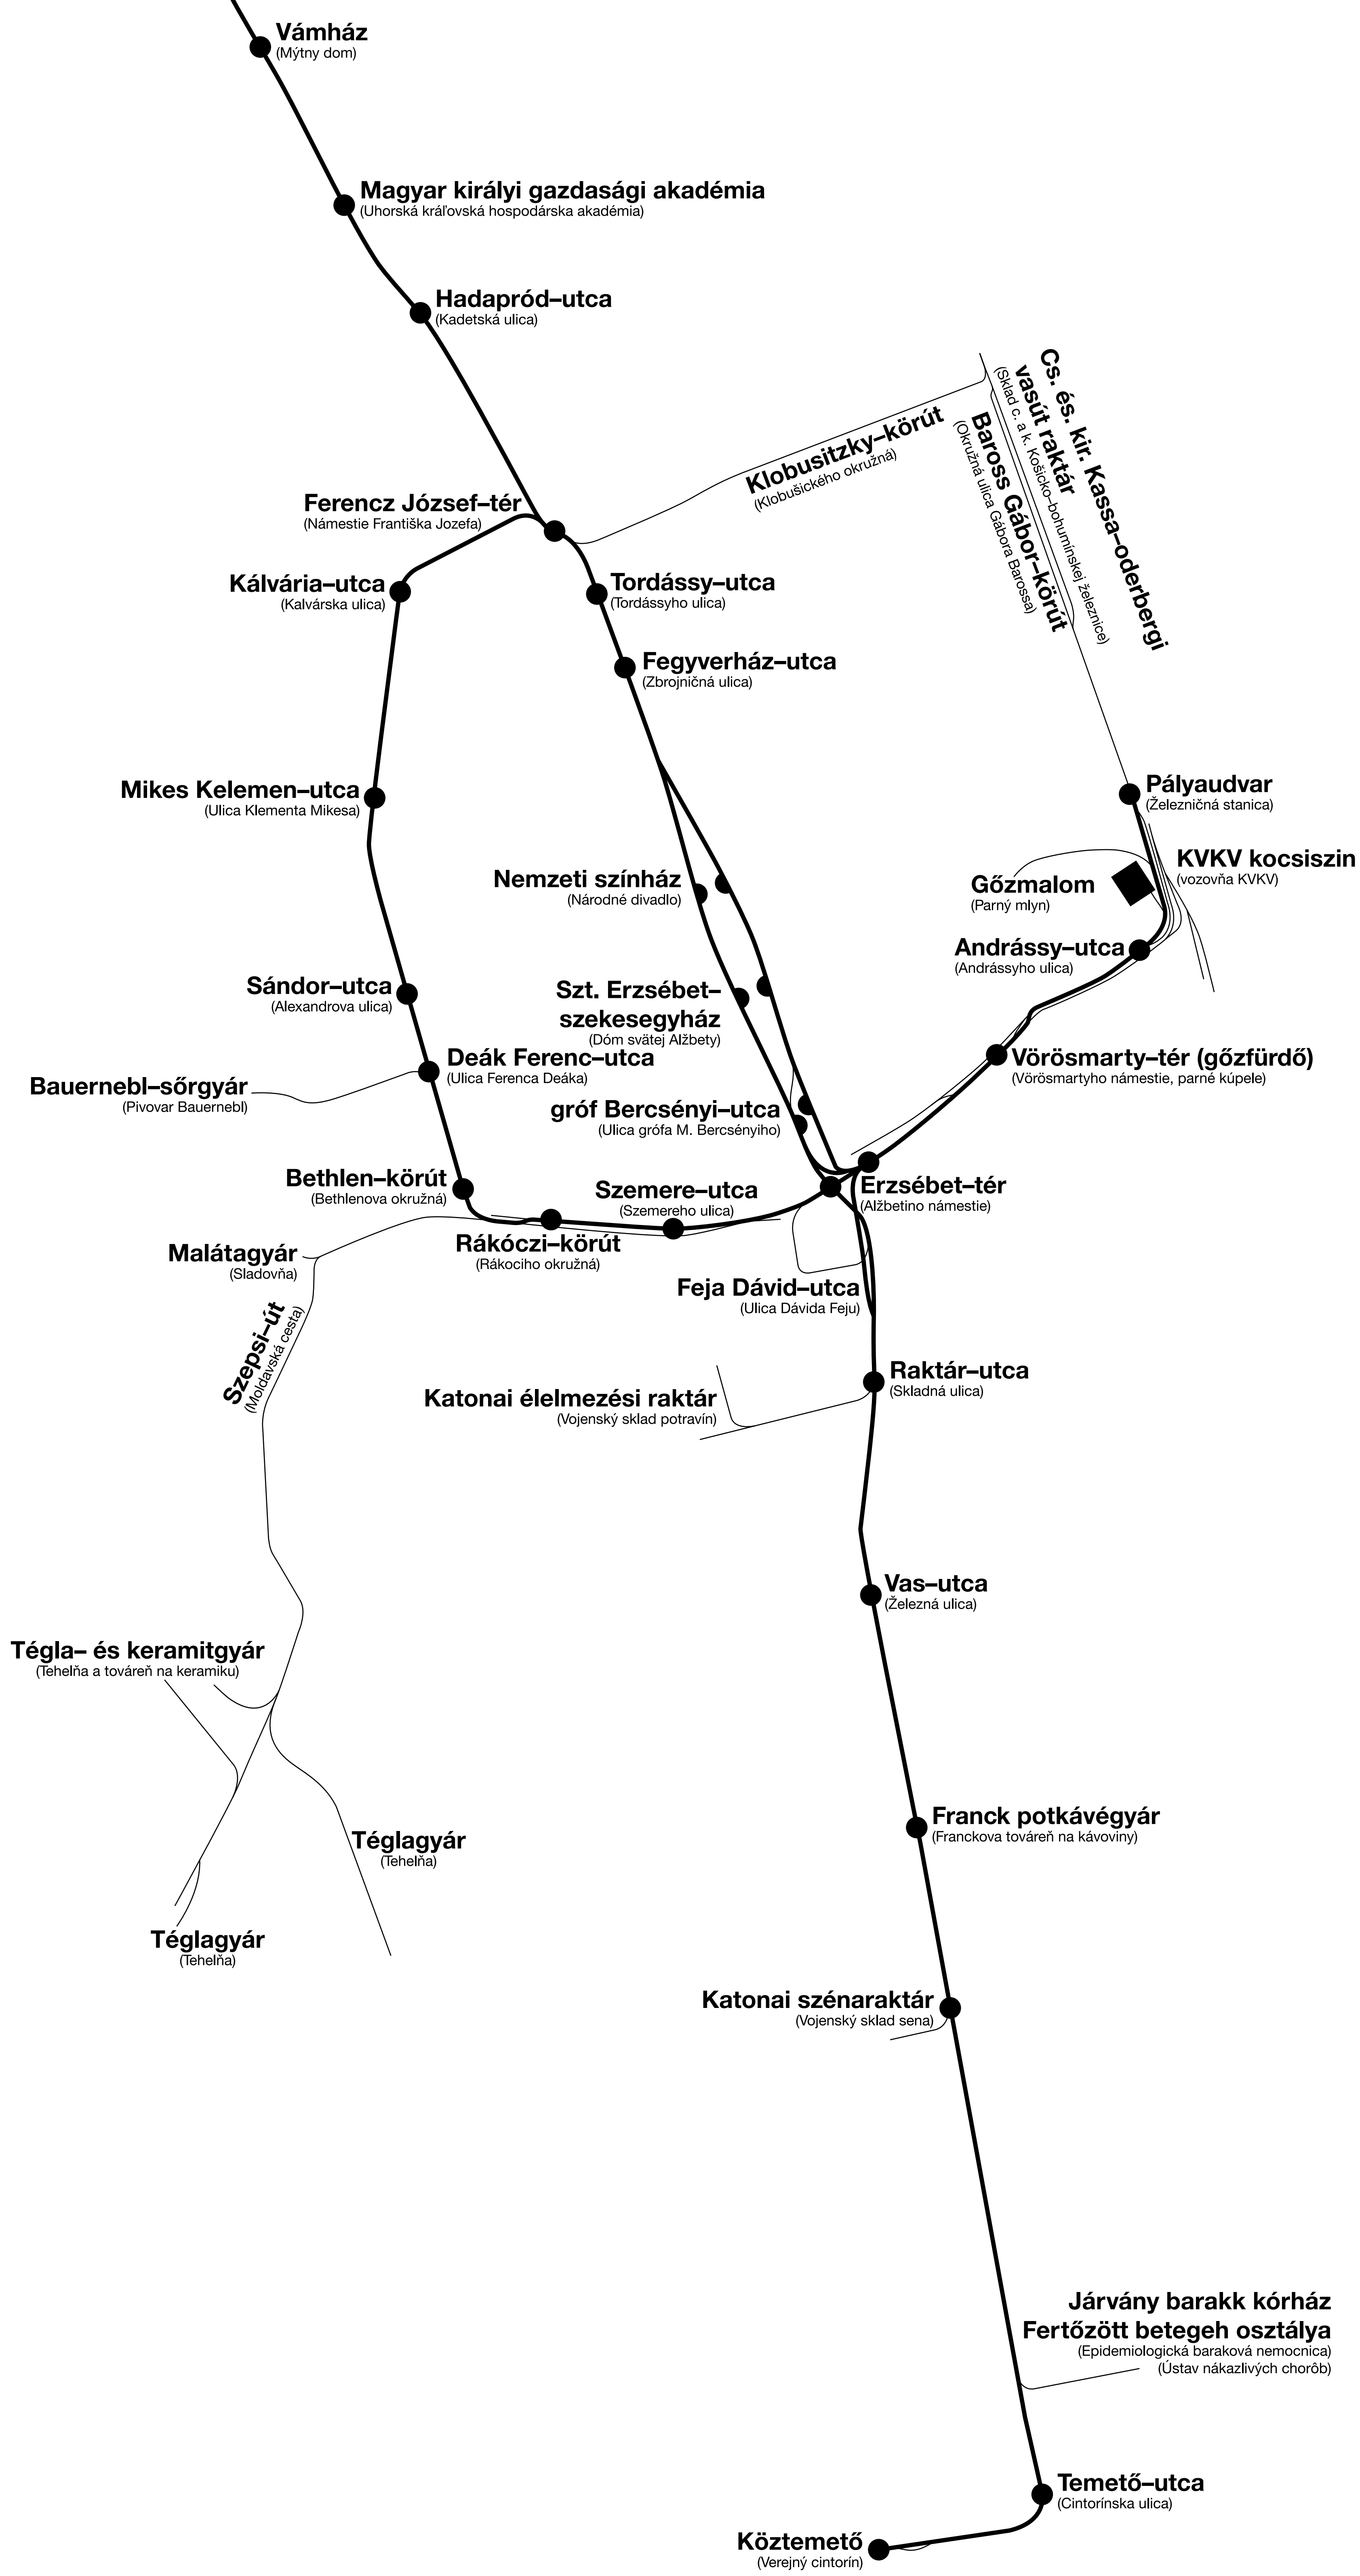 Vámház
(Mýtny dom)
Magyar királyi gazdasági akadémia
(Uhorská kráľovská hospodárska akadémia)
Hadapród–utca
(Kadetská ulica)
Cs. és. kir. Kassa–oderbergi
vasút raktár
(Sklad c. a k. Košicko–bohumínskej železnice)
Baross Gábor–körút
(Okružná ulica Gábora Barossa)
Klobusitzky–körút
(Klobušického okružná)
Ferencz József–tér
(Námestie Františka Jozefa)
Kálvária–utca
(Kalvárska ulica)
Tordássy–utca
(Tordássyho ulica)
Fegyverház–utca
(Zbrojničná ulica)
Mikes Kelemen–utca
(Ulica Klementa Mikesa)
Pályaudvar
(Železničná stanica)
KVKV kocsiszin
(vozovňa KVKV)
Gőzmalom
(Parný mlyn)
Nemzeti színház
(Národné divadlo)
Andrássy–utca
(Andrássyho ulica)
Sándor–utca
(Alexandrova ulica)
Szt. Erzsébet–
szekesegyház
(Dóm svätej Alžbety)
Deák Ferenc–utca
(Ulica Ferenca Deáka)
Vörösmarty–tér (gőzfürdő)
(Vörösmartyho námestie, parné kúpele)
Bauernebl–sőrgyár
(Pivovar Bauernebl)
gróf Bercsényi–utca
(Ulica grófa M. Bercsényiho)
Bethlen–körút
(Bethlenova okružná)
Szemere–utca
(Szemereho ulica)
Erzsébet–tér
(Alžbetino námestie)
Rákóczi–körút
(Rákociho okružná)
Malátagyár
(Sladovňa)
Feja Dávid–utca
(Ulica Dávida Feju)
Szepsi–út
(Moldavská cesta)
Raktár–utca
(Skladná ulica)
Katonai élelmezési raktár
(Vojenský sklad potravín)
Vas–utca
(Železná ulica)
Tégla– és keramitgyár
(Tehelňa a továreň na keramiku)
Franck potkávégyár
(Franckova továreň na kávoviny)
Téglagyár
(Tehelňa)
Téglagyár
(Tehelňa)
Katonai szénaraktár
(Vojenský sklad sena)
Járvány barakk kórház
Fertőzött betegeh osztálya
(Epidemiologická baraková nemocnica)
(Ústav nákazlivých chorôb)
Temető–utca
(Cintorínska ulica)
Köztemető
(Verejný cintorín)